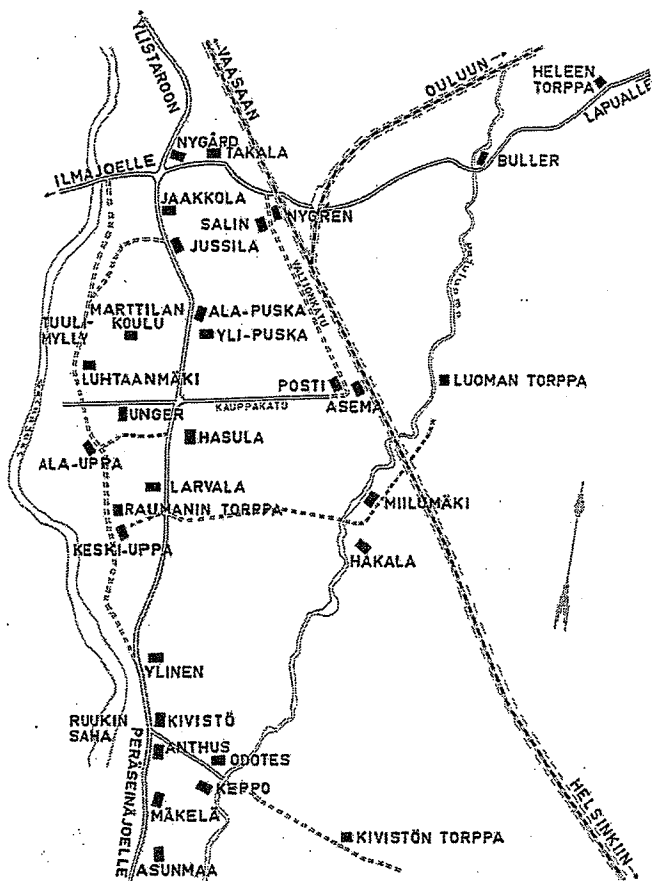 YLISTAROON
VAASAAN
OULUUN
HELEEN
TORPPA
LAPUALLE
NYGÅRD
TAKALA
BULLER
ILMAJOELLE
JAAKKOLA
SALIN
NYGREN
JUSSILA
VALTIONKATU
MARTTILAN
KOULU
ALA-PUSKA
TUULI-
MYLLY
YLI-PUSKA
LUHTAANMÄKI
POSTI
ASEMA
LUOMAN TORPPA
KAUPPAKATU
UNGER
HASULA
ALA-UPPA
LARVALA
RAUMANIN TORPPA
MIILUMÄKI
KESKI-UPPA
HAKALA
YLINEN
RUUKIN
SAHA
KIVISTÖ
ANTHUS
ODOTES
PERÄSEINÄJOELLE
KEPPO
MÄKELÄ
HELSINKIIN
KIVISTÖN TORPPA
ASUNMAA